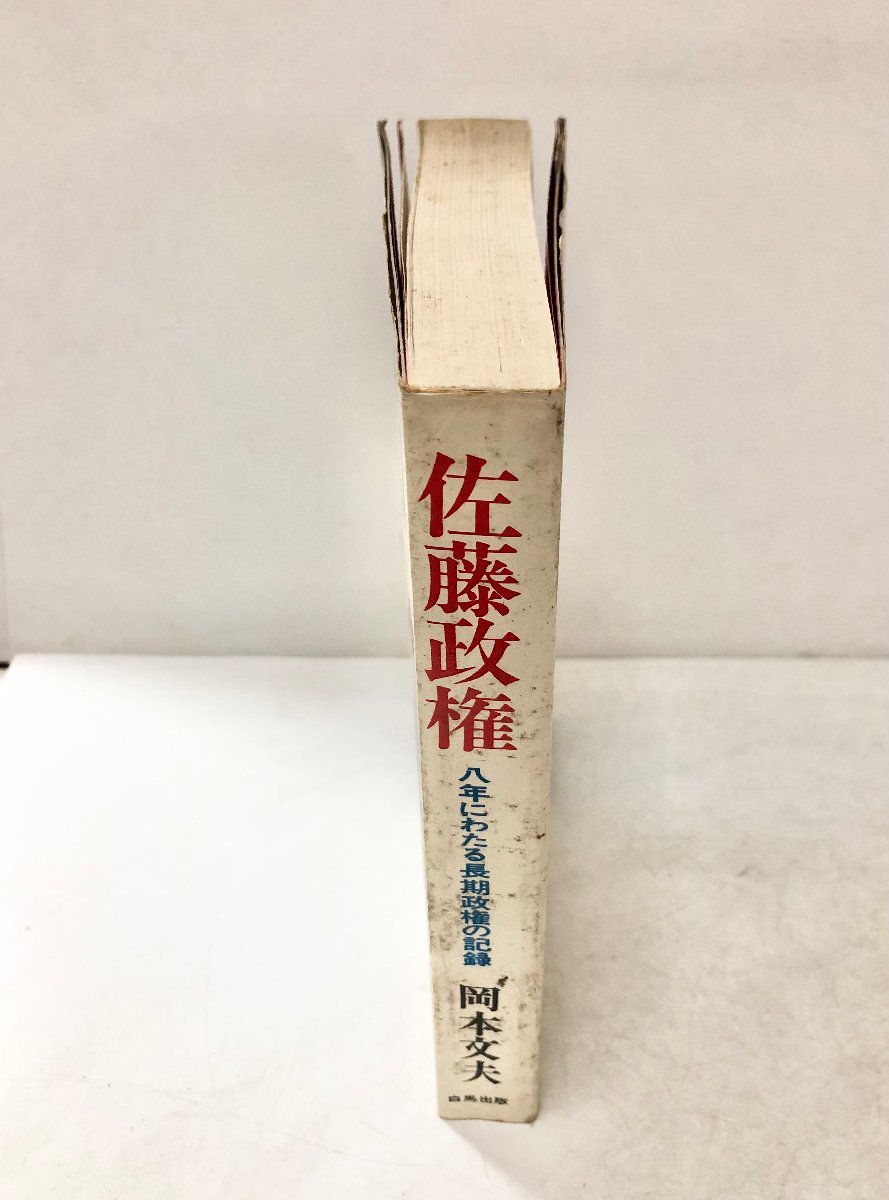 佐藤政権
八年にわたる長期政権の記録
岡本文夫
白馬出版